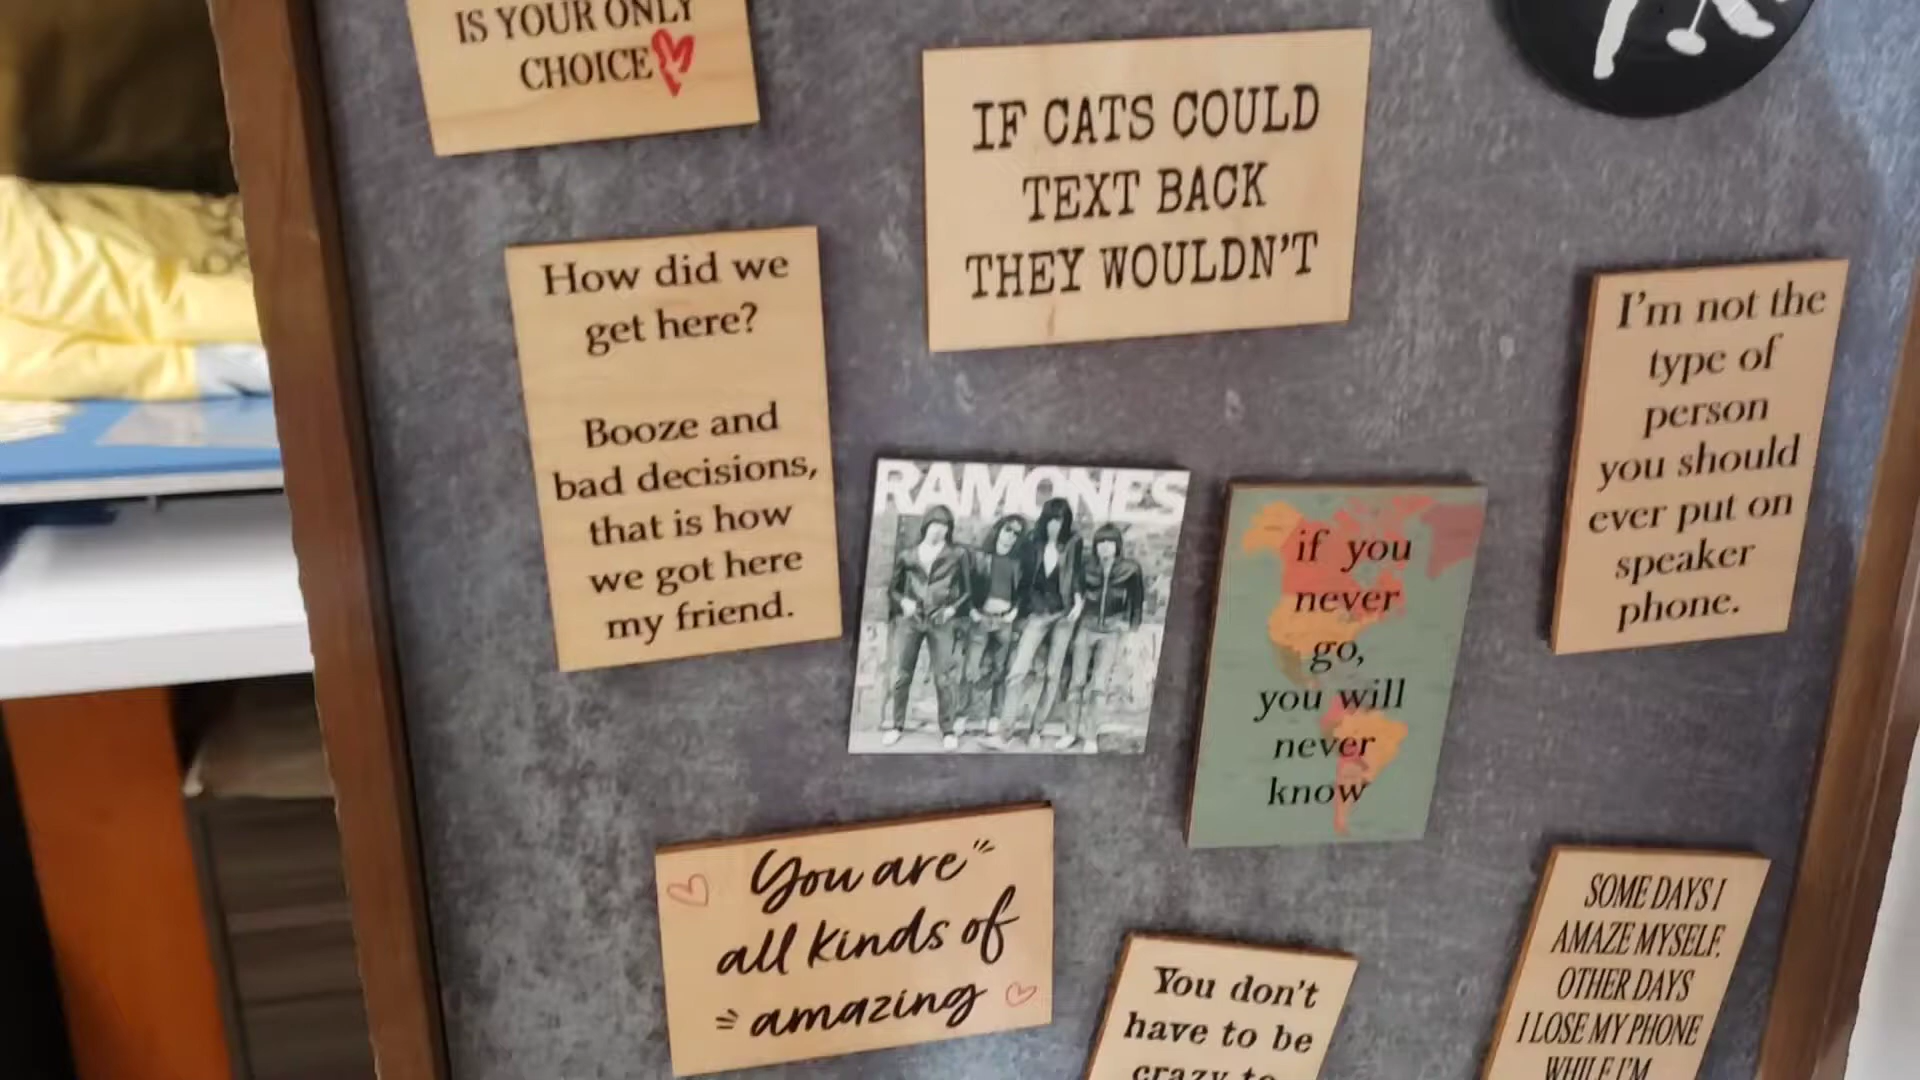 IS YOUR ONLY
CHOICE
IF CATS COULD
TEXT BACK
THEY WOULDN'T
How did we
get here?
Booze and
bad decisions,
that is how
we got here
my friend.
I'm not the
type of
person
you should
ever put on
speaker
phone.
RAMONES
if you
never
go,
you will
never
know
You are
all kinds of
amazing
You don't
have to be
crazy to
SOME DAYS I
AMAZE MYSELF.
OTHER DAYS
I LOSE MY PHONE
WHILE I'M